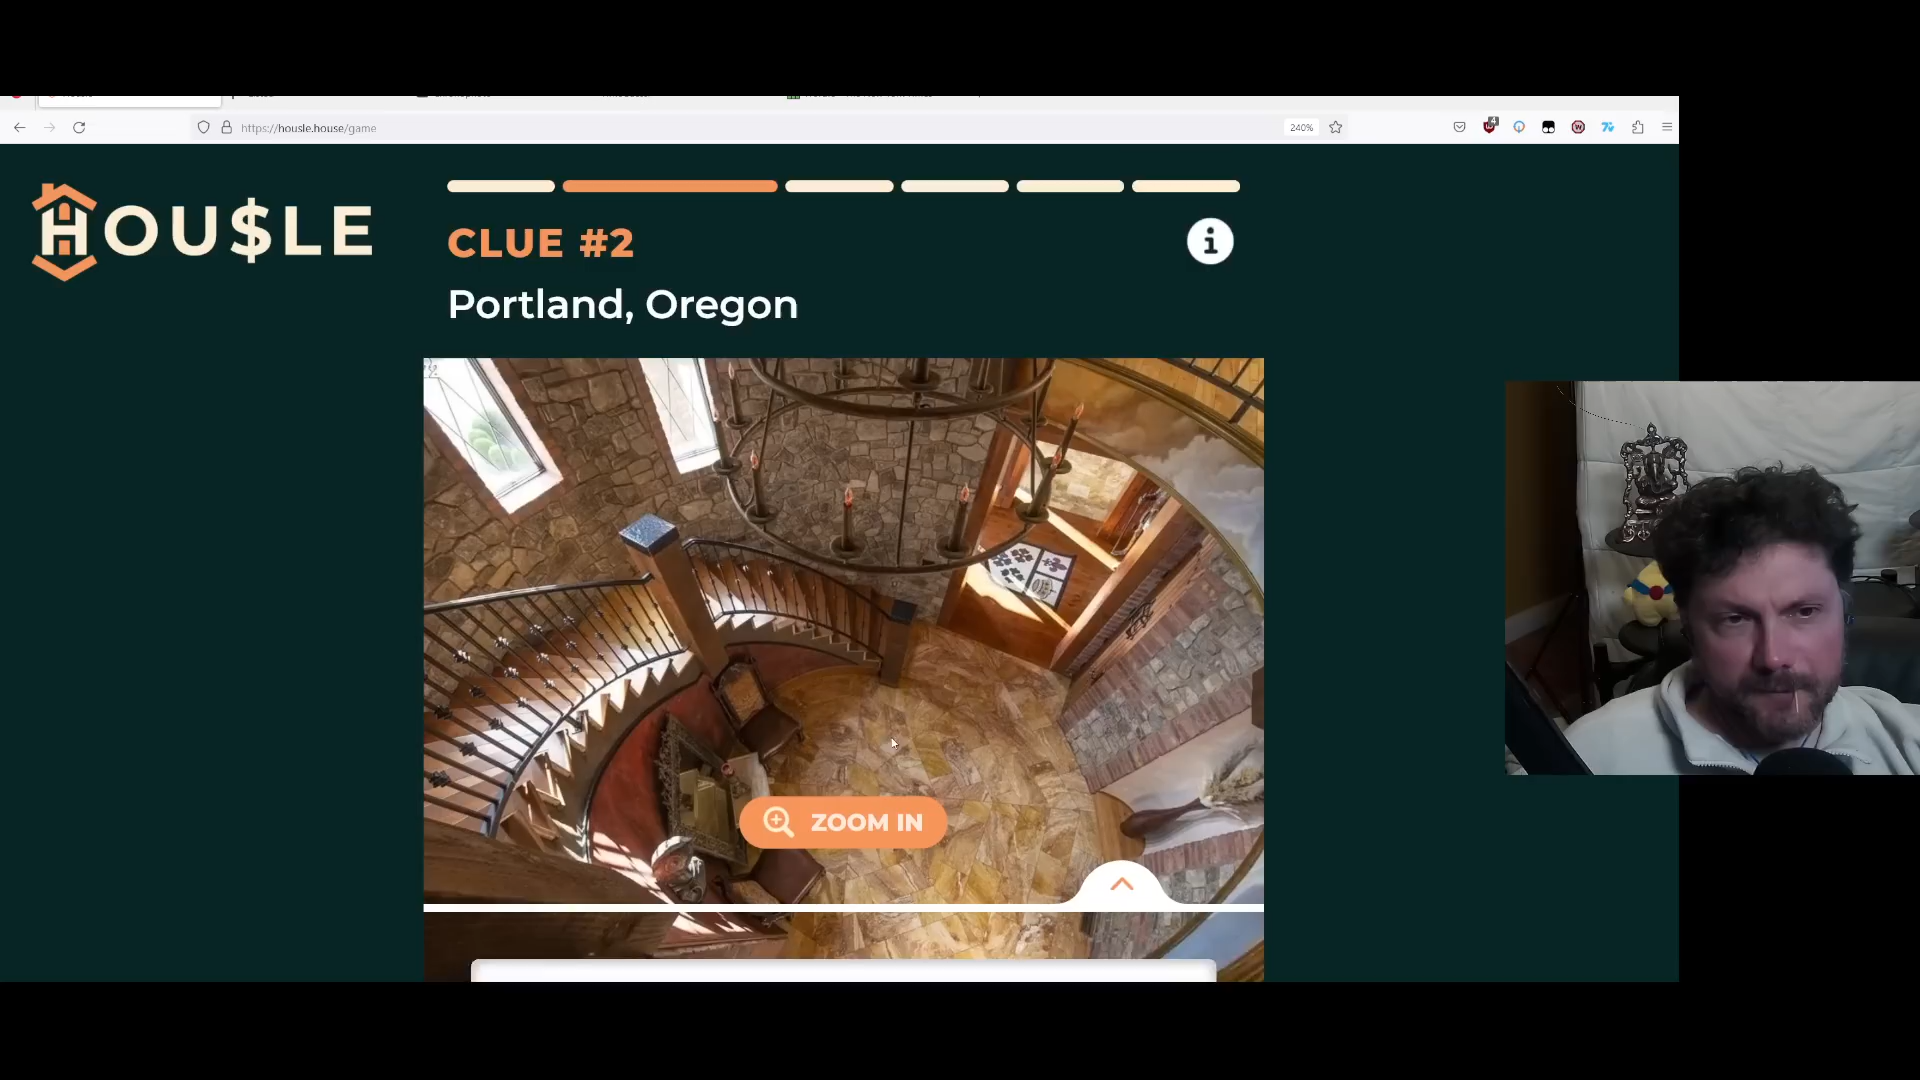 https://housle.house/game
240%
HOU$LE
CLUE #2
Portland, Oregon
ZOOM IN